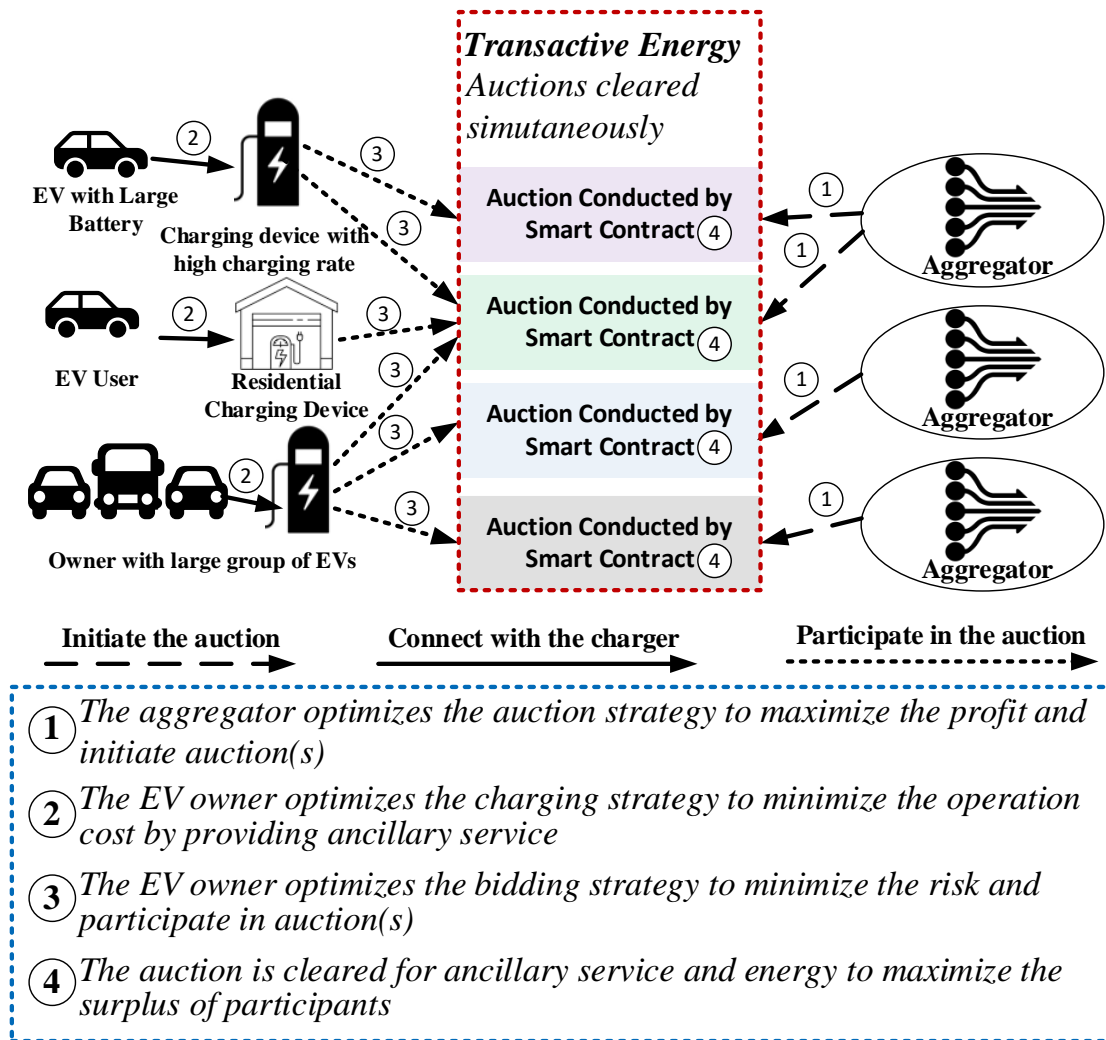 Transactive Energy
Auctions cleared
simutaneously
2
3
EV with Large
Battery
Charging device with
high charging rate
3
Auction Conducted by
Smart Contract 4
1
1
Aggregator
2
EV User
Residential
Charging Device
3
3
Auction Conducted by
Smart Contract 4
1
Aggregator
2
Owner with large group of EVs
3
3
Auction Conducted by
Smart Contract 4
Auction Conducted by
Smart Contract 4
1
Aggregator
Initiate the auction
Connect with the charger
Participate in the auction
1 The aggregator optimizes the auction strategy to maximize the profit and
initiate auction(s)
2 The EV owner optimizes the charging strategy to minimize the operation
cost by providing ancillary service
3 The EV owner optimizes the bidding strategy to minimize the risk and
participate in auction(s)
4 The auction is cleared for ancillary service and energy to maximize the
surplus of participants